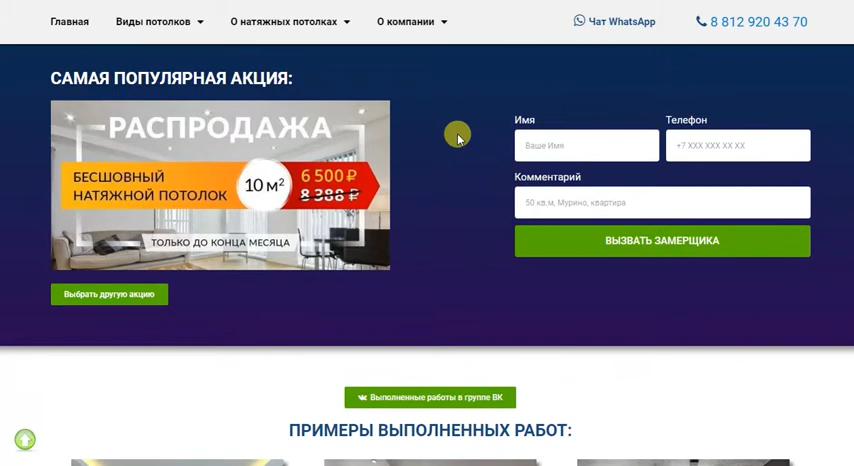 Главная Виды потолков О натяжных потолках О компании Чат WhatsApp 8 812 920 43 70
САМАЯ ПОПУЛЯРНАЯ АКЦИЯ:
РАСПРОДАЖА
БЕСШОВНЫЙ
НАТЯЖНОЙ ПОТОЛОК
10 м²
6 500 ₽
8 388 ₽
ТОЛЬКО ДО КОНЦА МЕСЯЦА
Выбрать другую акцию
Имя Телефон
Ваше Имя +7 XXX XXX XX XX
Комментарий
50 кв,м, Мурино, квартира
ВЫЗВАТЬ ЗАМЕРЩИКА
Выполненные работы в группе ВК
ПРИМЕРЫ ВЫПОЛНЕННЫХ РАБОТ: